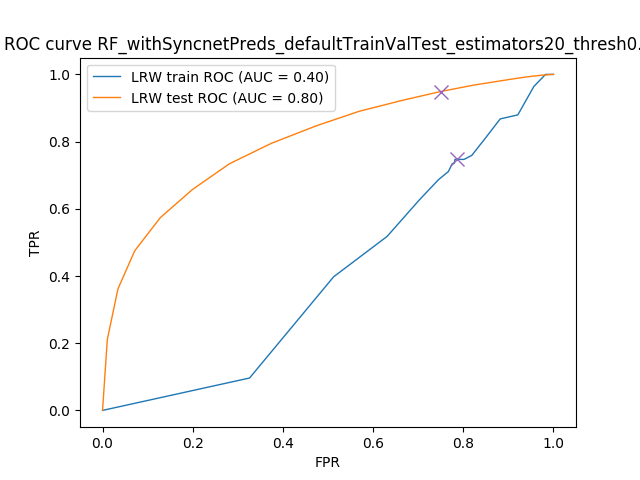 ROC curve RF_withSyncnetPreds_defaultTrainValTest_estimators20_thresh0.
LRW train ROC (AUC = 0.40)
LRW test ROC (AUC = 0.80)
1.0
0.8
0.6
0.4
0.2
0.0
TPR
0.0 0.2 0.4 0.6 0.8 1.0
FPR